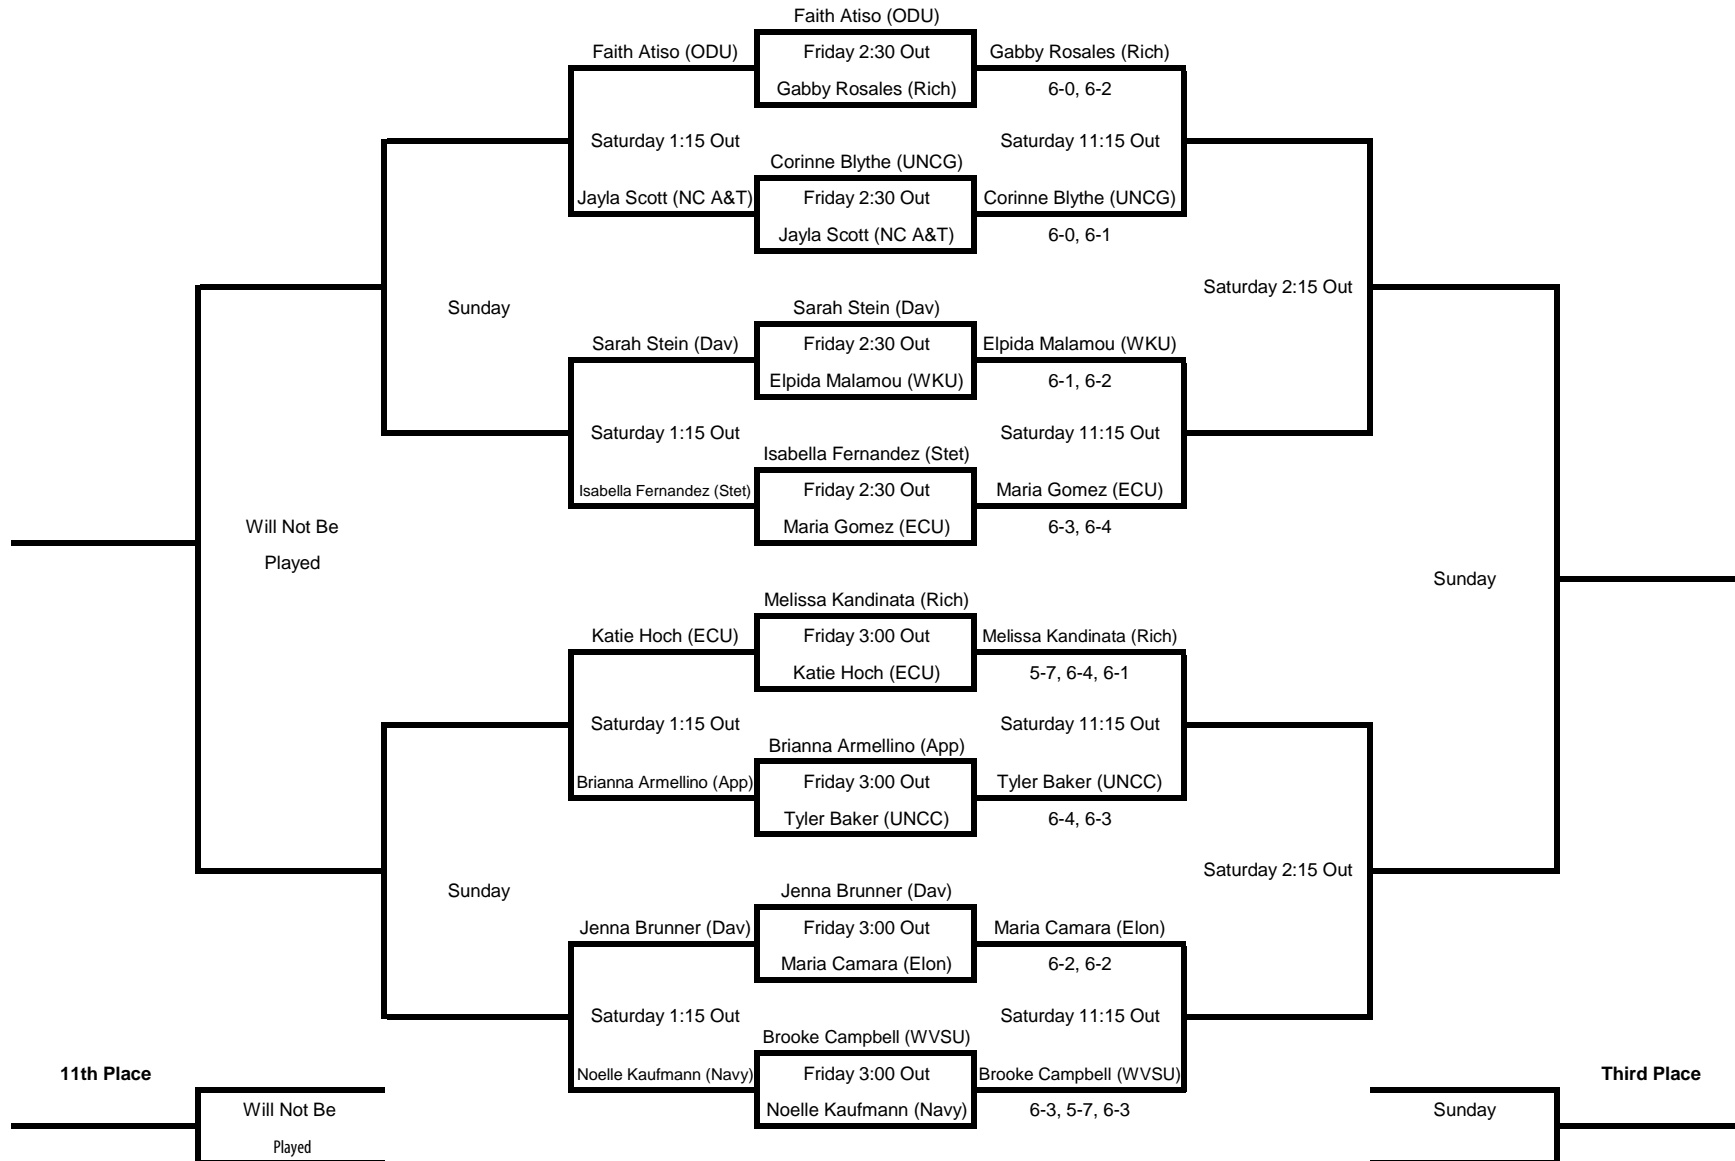 Faith Atiso (ODU)
Faith Atiso (ODU)
Friday 2:30 Out
Gabby Rosales (Rich)
Gabby Rosales (Rich)
6-0, 6-2
Saturday 1:15 Out
Saturday 11:15 Out
Corinne Blythe (UNCG)
Jayla Scott (NC A&T)
Friday 2:30 Out
Corinne Blythe (UNCG)
Jayla Scott (NC A&T)
6-0, 6-1
Saturday 2:15 Out
Sunday
Sarah Stein (Dav)
Sarah Stein (Dav)
Friday 2:30 Out
Elpida Malamou (WKU)
Elpida Malamou (WKU)
6-1, 6-2
Saturday 1:15 Out
Saturday 11:15 Out
Isabella Fernandez (Stet)
Isabella Fernandez (Stet)
Friday 2:30 Out
Maria Gomez (ECU)
Will Not Be
Maria Gomez (ECU)
6-3, 6-4
Played
Sunday
Melissa Kandinata (Rich)
Katie Hoch (ECU)
Friday 3:00 Out
Melissa Kandinata (Rich)
Katie Hoch (ECU)
5-7, 6-4, 6-1
Saturday 1:15 Out
Saturday 11:15 Out
Brianna Armellino (App)
Brianna Armellino (App)
Friday 3:00 Out
Tyler Baker (UNCC)
Tyler Baker (UNCC)
6-4, 6-3
Saturday 2:15 Out
Sunday
Jenna Brunner (Dav)
Jenna Brunner (Dav)
Friday 3:00 Out
Maria Camara (Elon)
Maria Camara (Elon)
6-2, 6-2
Saturday 1:15 Out
Saturday 11:15 Out
Brooke Campbell (WVSU)
11th Place
Noelle Kaufmann (Navy)
Friday 3:00 Out
Brooke Campbell (WVSU)
Third Place
Will Not Be
Noelle Kaufmann (Navy)
6-3, 5-7, 6-3
Sunday
Played